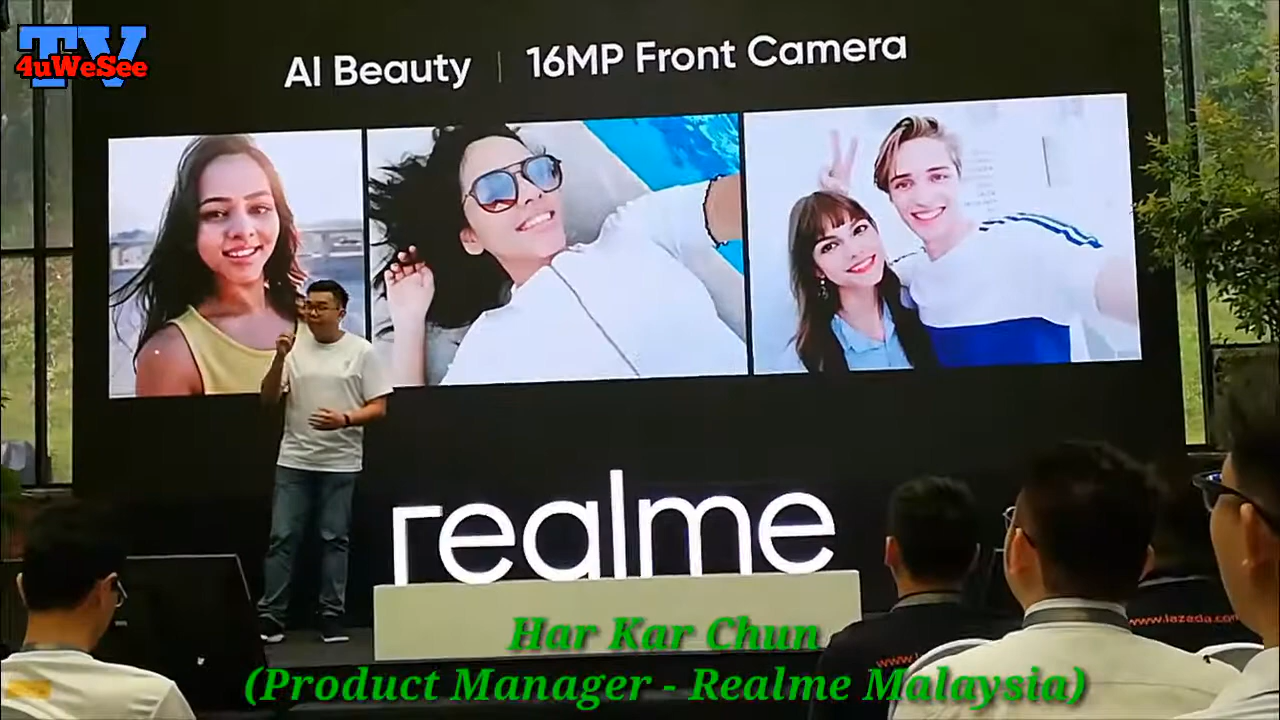 TV
4uWeSee
AI Beauty | 16MP Front Camera
realme
www.lazada.com
Har Kar Chun
(Product Manager - Realme Malaysia)